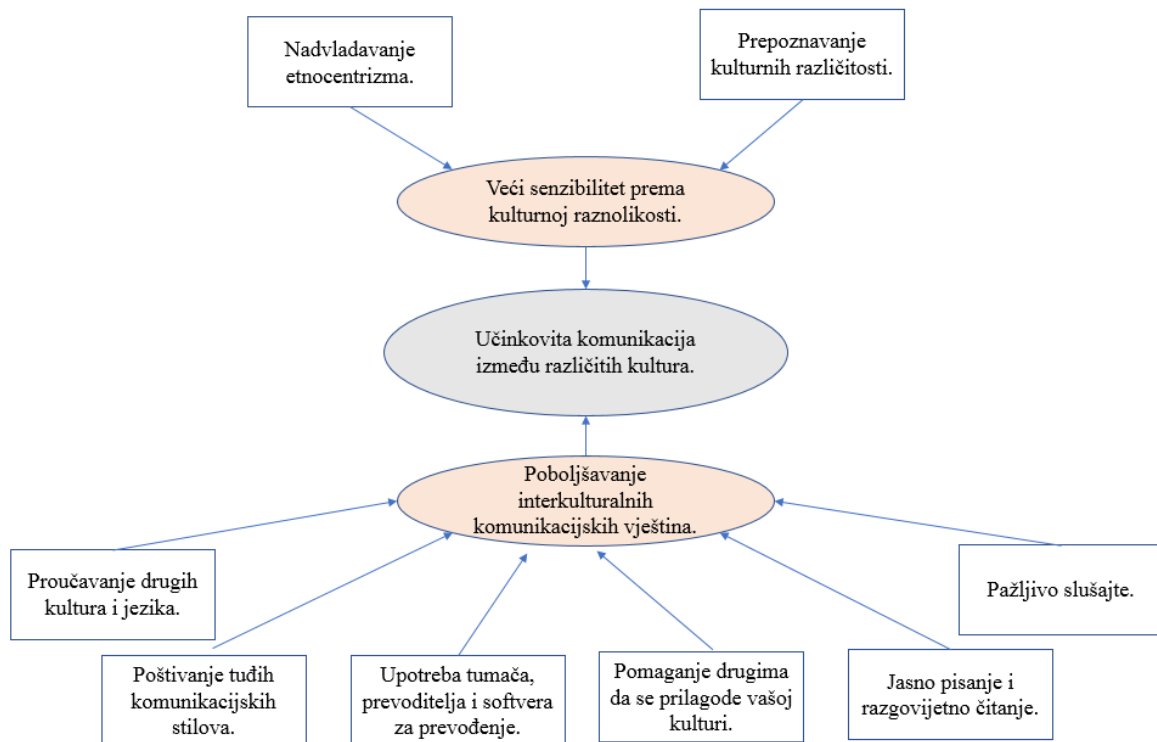 Nadvladavanje
etnocentrizma.
Prepoznavanje
kulturnih različitosti.
Veći senzibilitet prema
kulturnoj raznolikosti.
Učinkovita komunikacija
između različitih kultura.
Poboljšavanje
interkulturalnih
komunikacijskih vještina.
Proučavanje drugih
kultura i jezika.
Pažljivo slušajte.
Poštivanje tuđih
komunikacijskih
stilova.
Upotreba tumača,
prevoditelja i softvera
za prevođenje.
Pomaganje drugima
da se prilagode vašoj
kulturi.
Jasno pisanje i
razgovijetno čitanje.